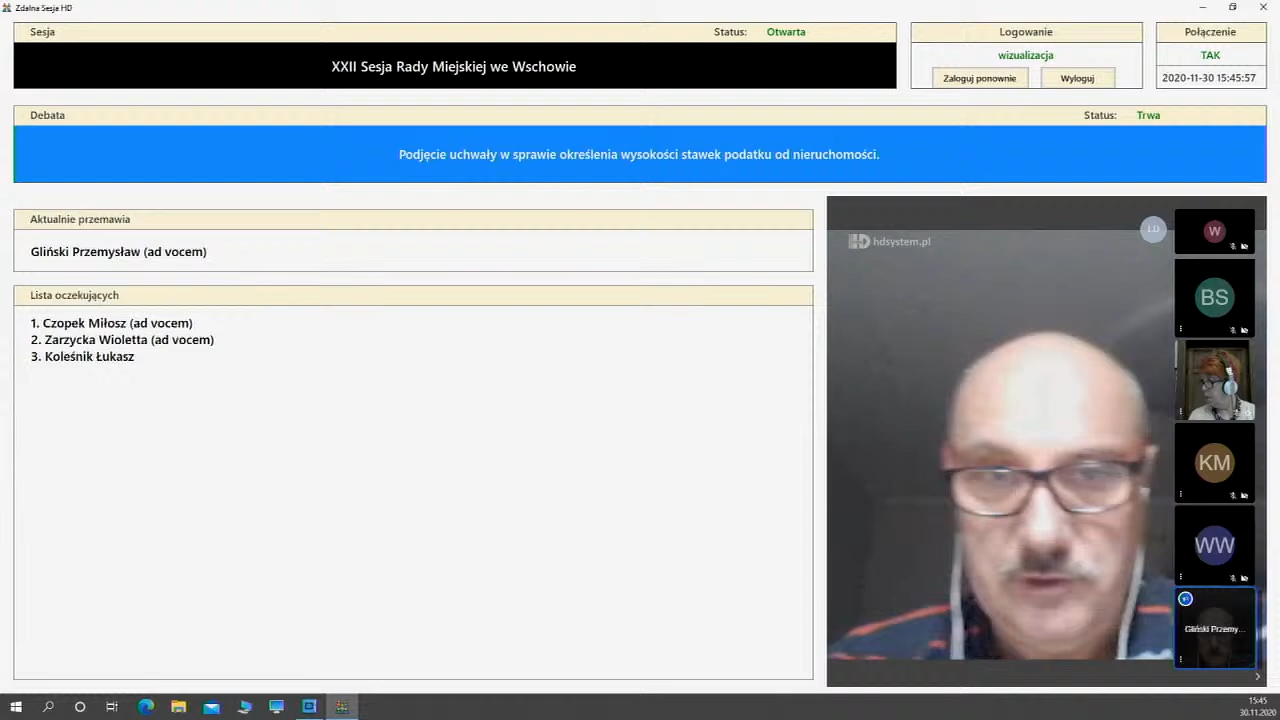 Zdalna Sesja HD
Sesja
Status: Otwarta
XXII Sesja Rady Miejskiej we Wschowie
Logowanie
wizualizacja
Zaloguj ponownie
Wyloguj
Połączenie
TAK
2020-11-30 15:45:57
Debata
Status: Trwa
Podjęcie uchwały w sprawie określenia wysokości stawek podatku od nieruchomości.
Aktualnie przemawia
Gliński Przemysław (ad vocem)
Lista oczekujących
1. Czopek Miłosz (ad vocem)
2. Zarzycka Wioletta (ad vocem)
3. Koleśnik Łukasz
HD hdsystem.pl
LD
W
BS
KM
WW
Gliński Przemy...
15:45
30.11.2020